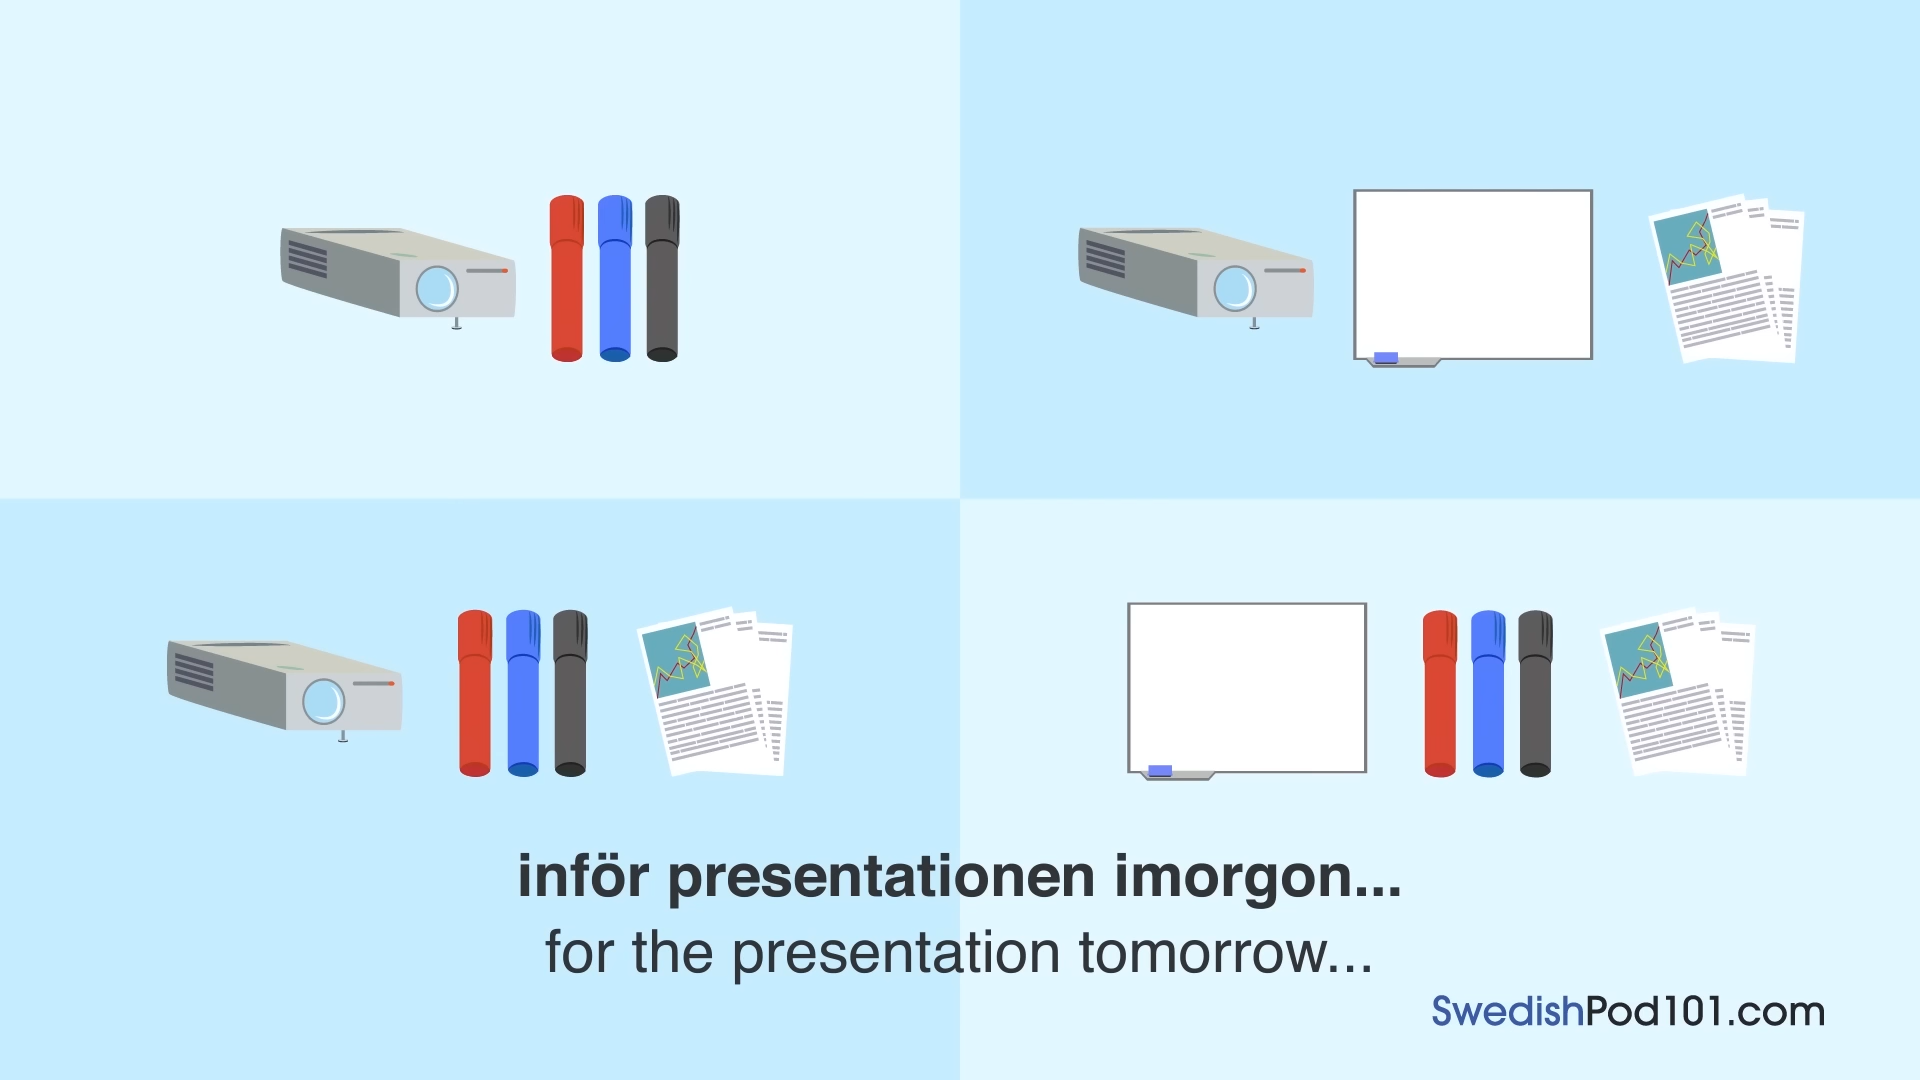 inför presentationen imorgon...
for the presentation tomorrow...
SwedishPod101.com